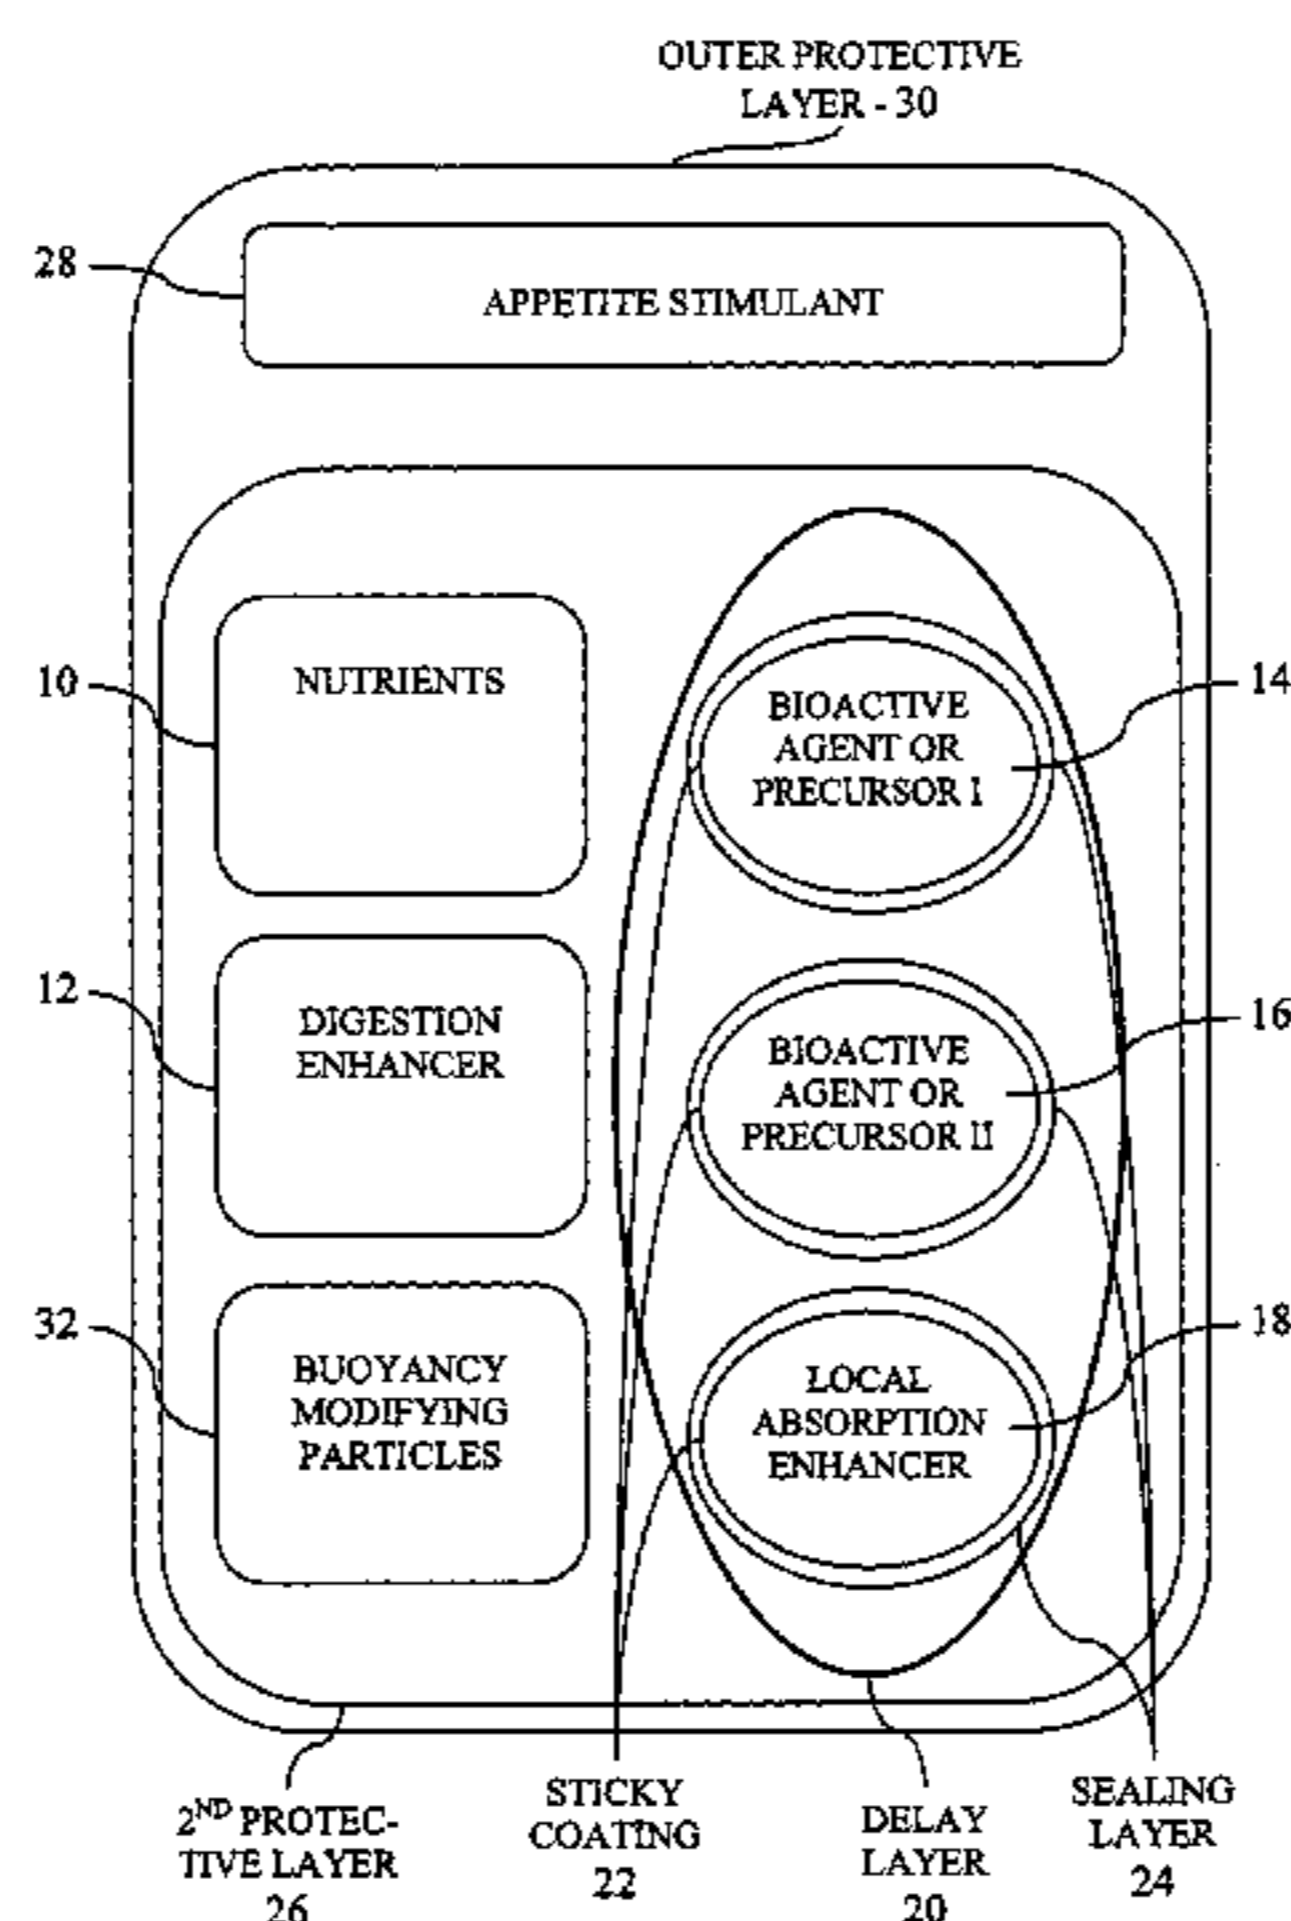 OUTER PROTECTIVE
LAYER - 30
28
APPETITE STIMULANT
10
NUTRIENTS
BIOACTIVE
AGENT OR
PRECURSOR I
14
12
DIGESTION
ENHANCER
BIOACTIVE
AGENT OR
PRECURSOR II
16
32
BUOYANCY
MODIFYING
PARTICLES
LOCAL
ABSORPTION
ENHANCER
18
2ND PROTEC-
TIVE LAYER
26
STICKY
COATING
22
DELAY
LAYER
20
SEALING
LAYER
24